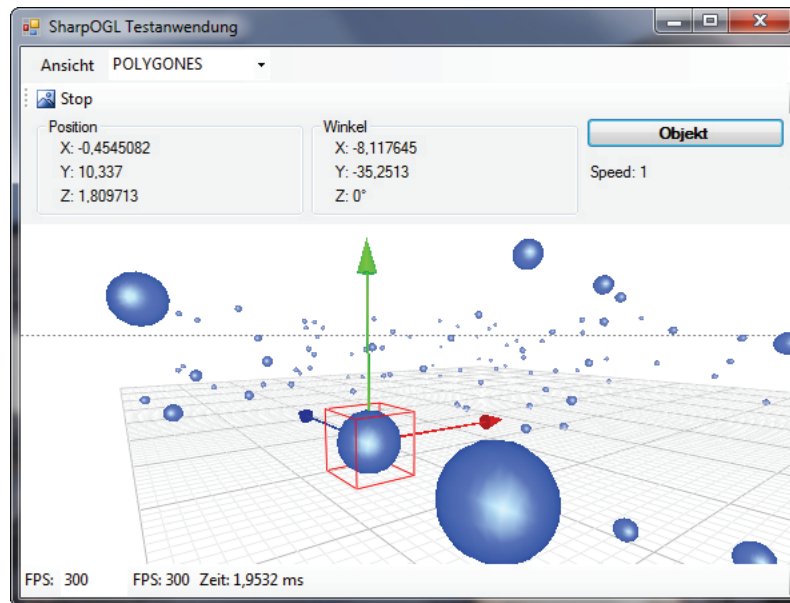 SharpOGL Testanwendung
Ansicht POLYGONES
Stop
Position
X: -0,4545082
Y: 10,337
Z: 1,809713
Winkel
X: -8,117645
Y: -35,2513
Z: 0°
Objekt
Speed: 1
FPS: 300 FPS: 300 Zeit: 1,9532 ms